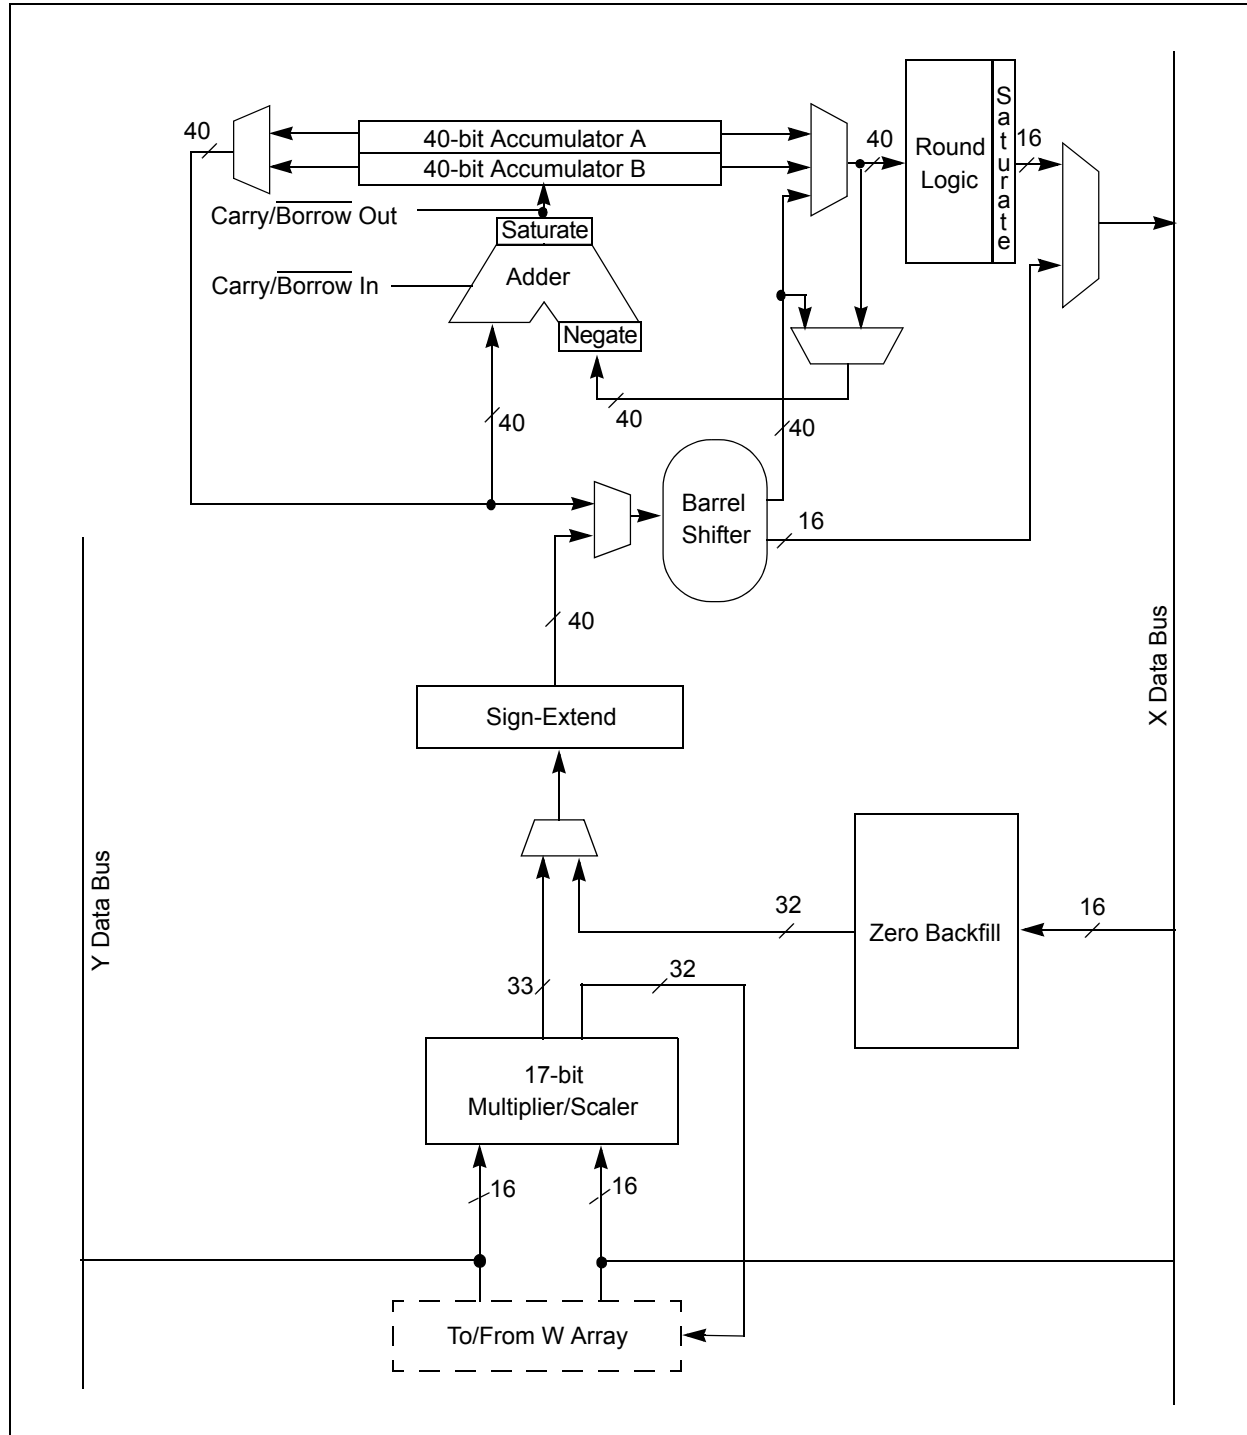 40
40-bit Accumulator A
40-bit Accumulator B
40
Round
Logic
Saturate
16
Carry/Borrow Out
Saturate
Carry/Borrow In
Adder
Negate
40
40
40
Barrel
Shifter
16
40
X Data Bus
Sign-Extend
Y Data Bus
32
Zero Backfill
16
33
32
17-bit
Multiplier/Scaler
16
16
To/From W Array